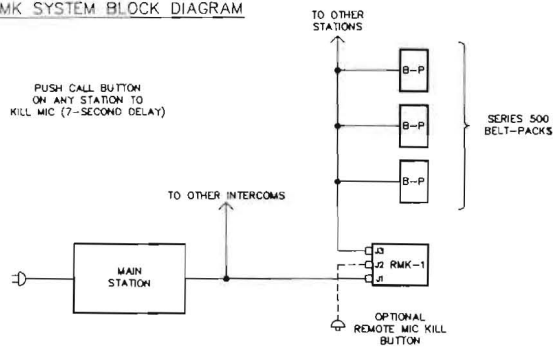 MK SYSTEM BLOCK DIAGRAM
TO OTHER
STATIONS
B-P
PUSH CALL BUTTON
ON ANY STATION TO
KILL MIC (7-SECOND DELAY)
B-P
SERIES 500
BELT-PACKS
B-P
TO OTHER INTERCOMS
MAIN
STATION
J3
J2 RMK-1
J1
OPTIONAL
REMOTE MIC KILL
BUTTON